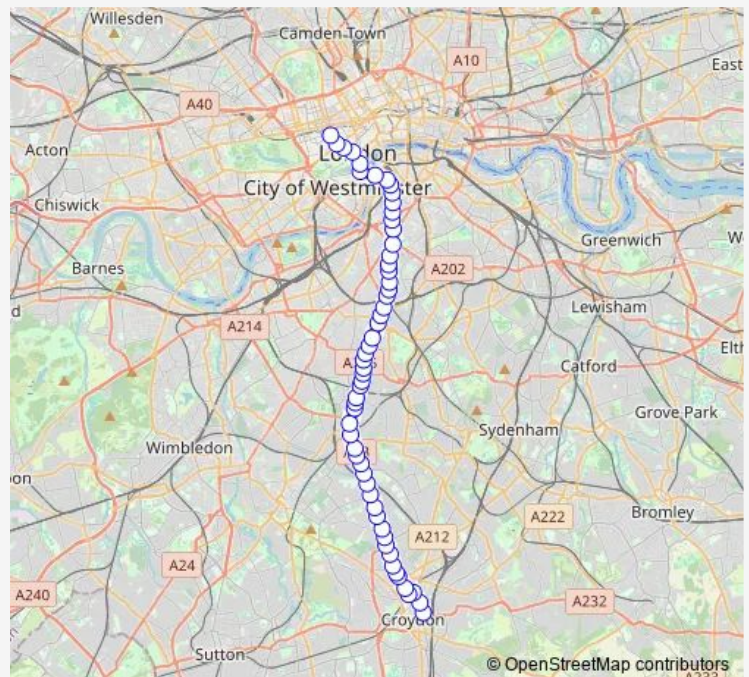 Willesden
Camden Town
A10
East
A40
Acton
London
City of Westminster
Chiswick
Greenwich
Barnes
A202
Lewisham
A214
Elth
Catford
Grove Park
Sydenham
Wimbledon
Bromley
A222
A212
A24
A240
A232
Croydon
Sutton
© OpenStreetMap contributors